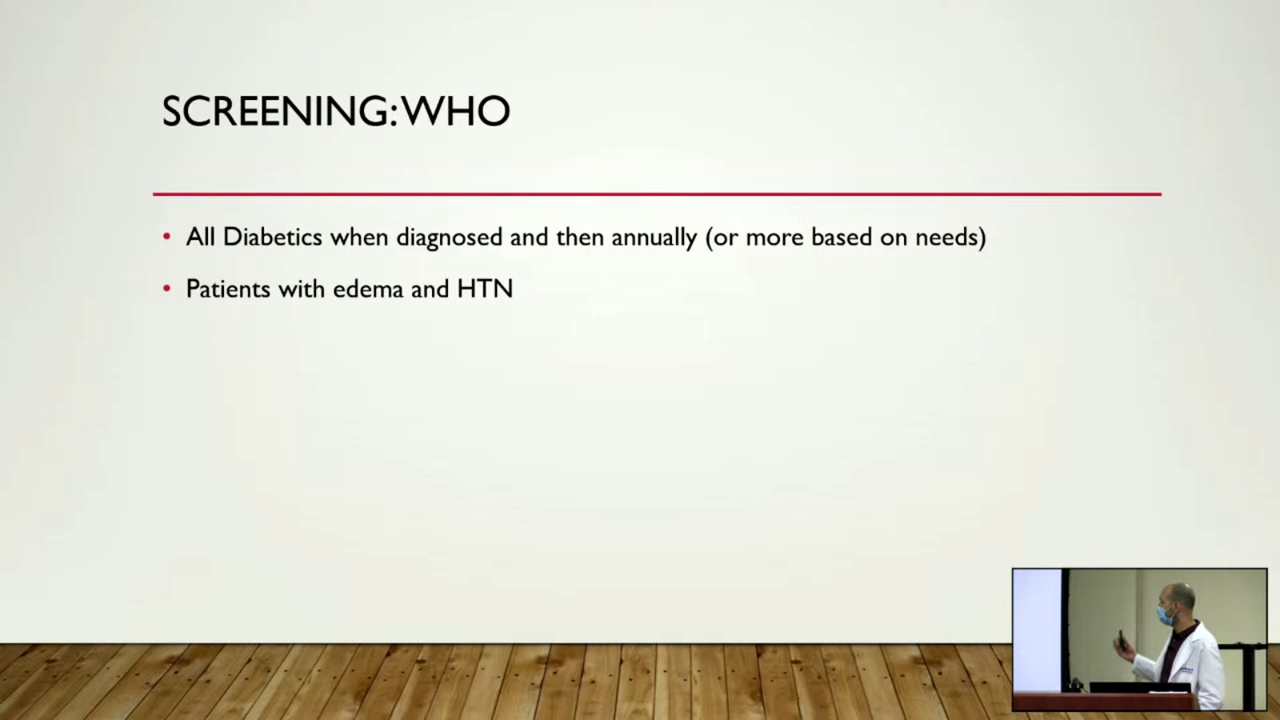 SCREENING: WHO
• All Diabetics when diagnosed and then annually (or more based on needs)
• Patients with edema and HTN